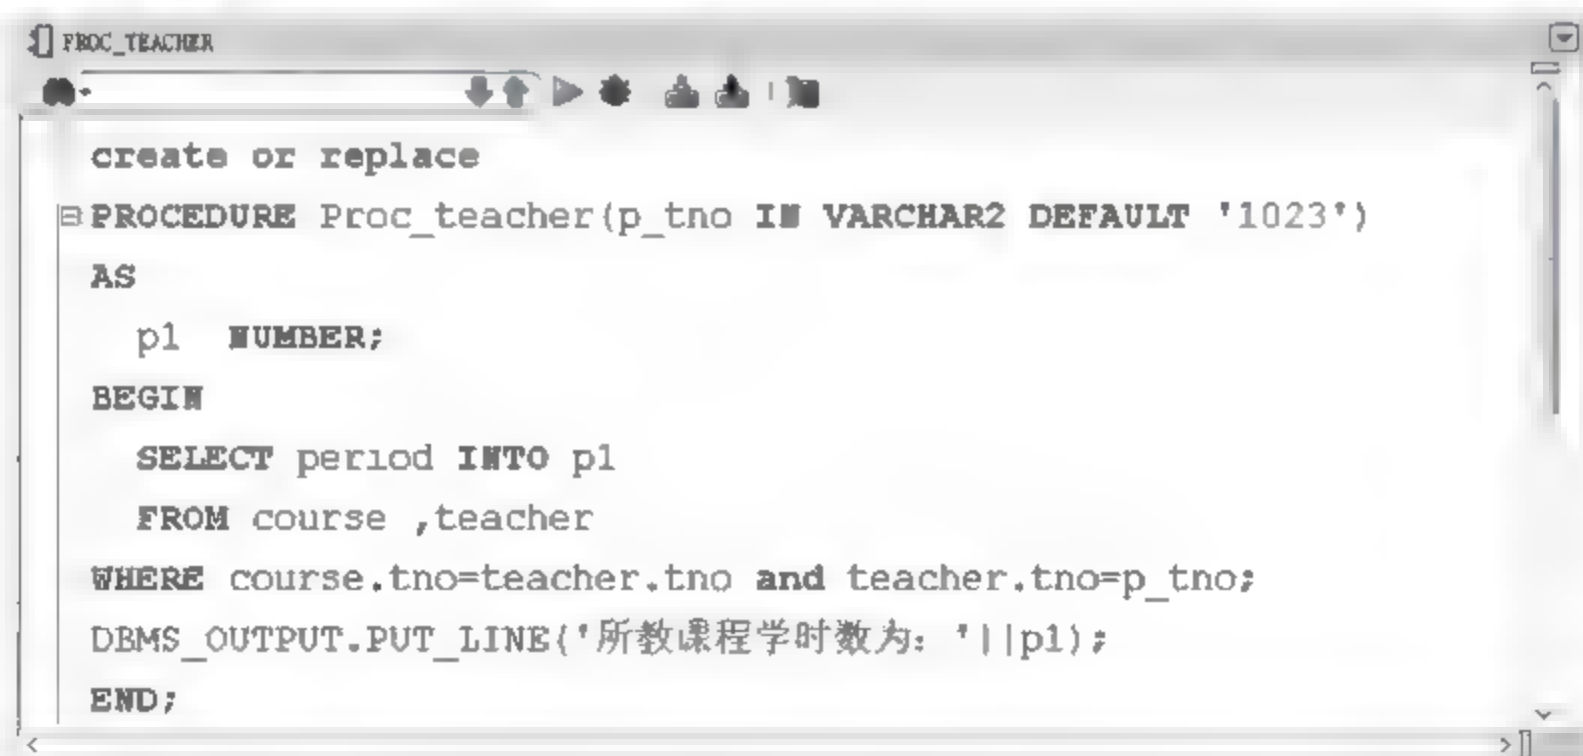 PROC_TEACHER
create or replace
PROCEDURE Proc_teacher(p_tno IN VARCHAR2 DEFAULT '1023')
AS
p1 NUMBER;
BEGIN
SELECT period INTO p1
FROM course ,teacher
WHERE course.tno=teacher.tno and teacher.tno=p_tno;
DBMS_OUTPUT.PUT_LINE('所教课程学时数为: '||p1);
END;